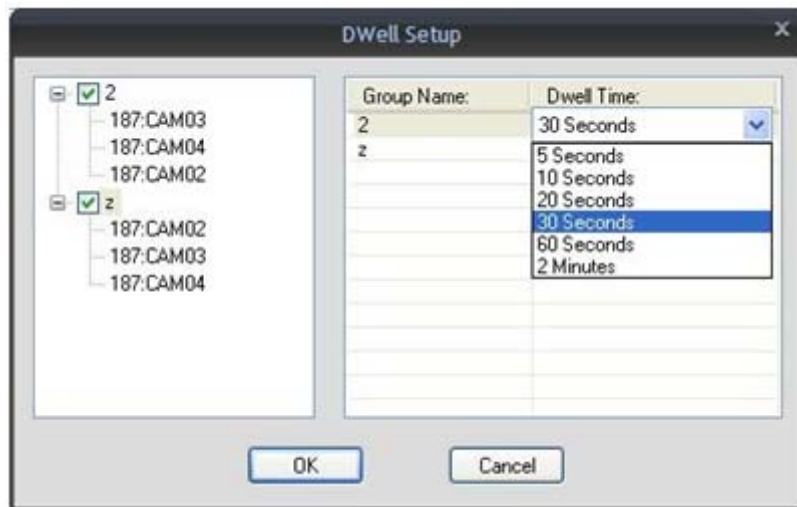 DWell Setup
2
187:CAM03
187:CAM04
187:CAM02
z
187:CAM02
187:CAM03
187:CAM04
Group Name: Dwell Time:
2 30 Seconds
z
5 Seconds
10 Seconds
20 Seconds
30 Seconds
60 Seconds
2 Minutes
OK Cancel